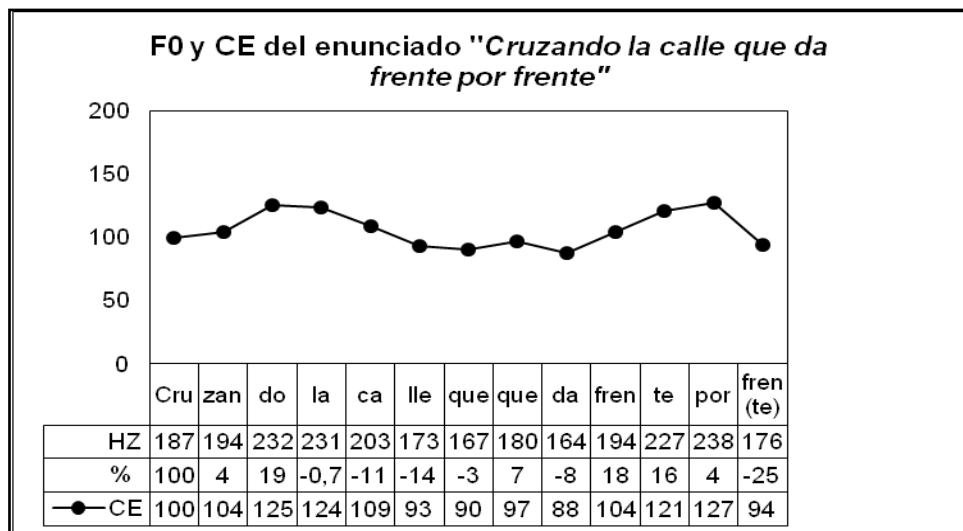 F0 y CE del enunciado "Cruzando la calle que da
frente por frente"
200
150
100
50
0
Cru zan do la ca lle que que da fren te por fren (te)
HZ 187 194 232 231 203 173 167 180 164 194 227 238 176
% 100 4 19 -0,7 -11 -14 -3 7 -8 18 16 4 -25
CE 100 104 125 124 109 93 90 97 88 104 121 127 94